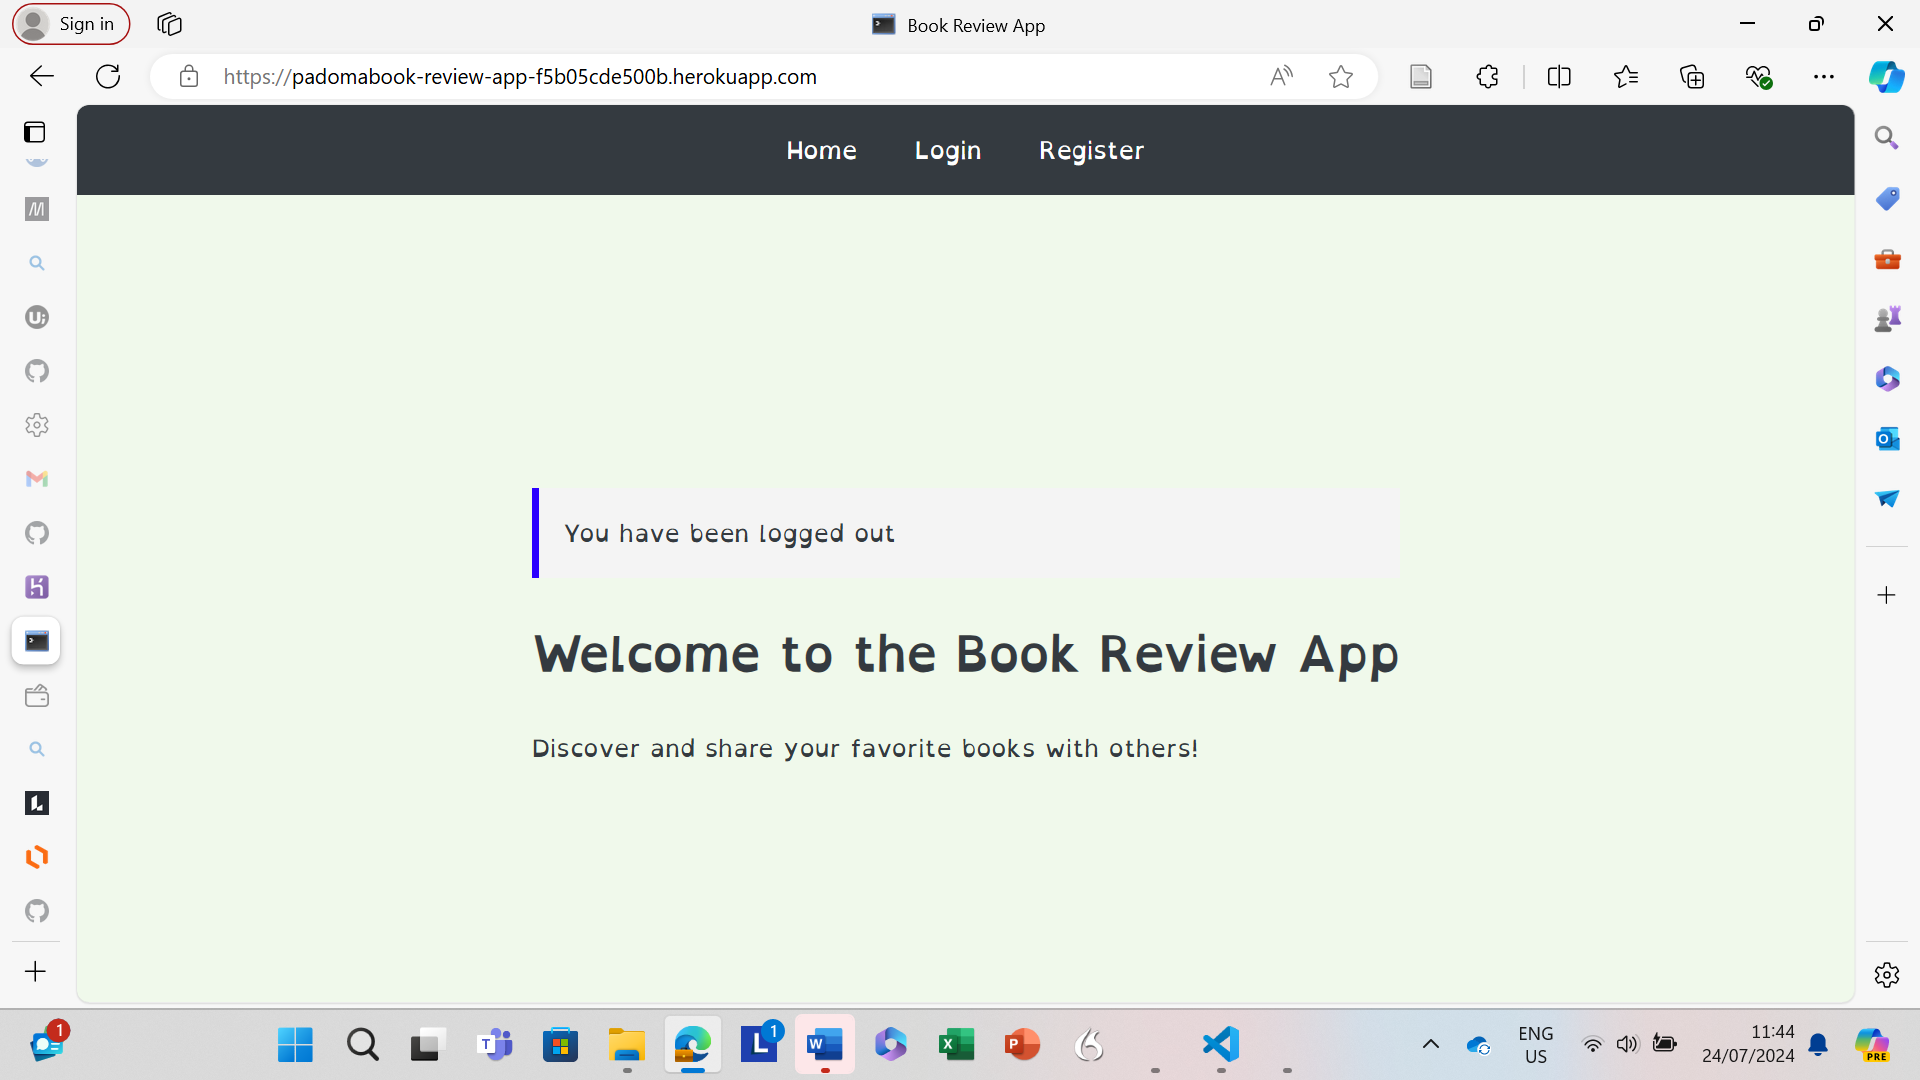 Sign in
Book Review App
https://padomabook-review-app-f5b05cde500b.herokuapp.com
Home Login Register
You have been logged out
Welcome to the Book Review App
Discover and share your favorite books with others!
1
1
ENG
US
11:44
24/07/2024
PRE